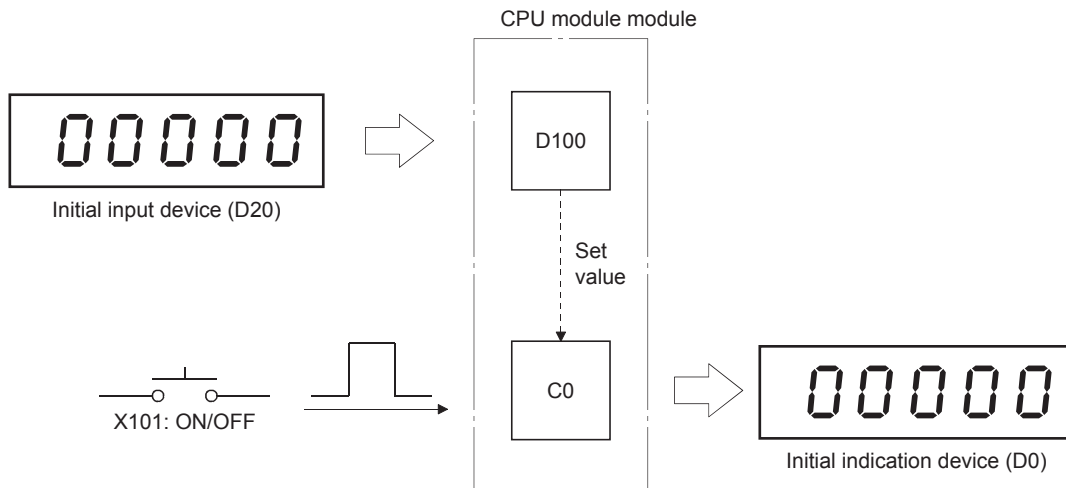 CPU module module
00000
D100
Initial input device (D20)
Set
value
X101: ON/OFF
C0
00000
Initial indication device (D0)